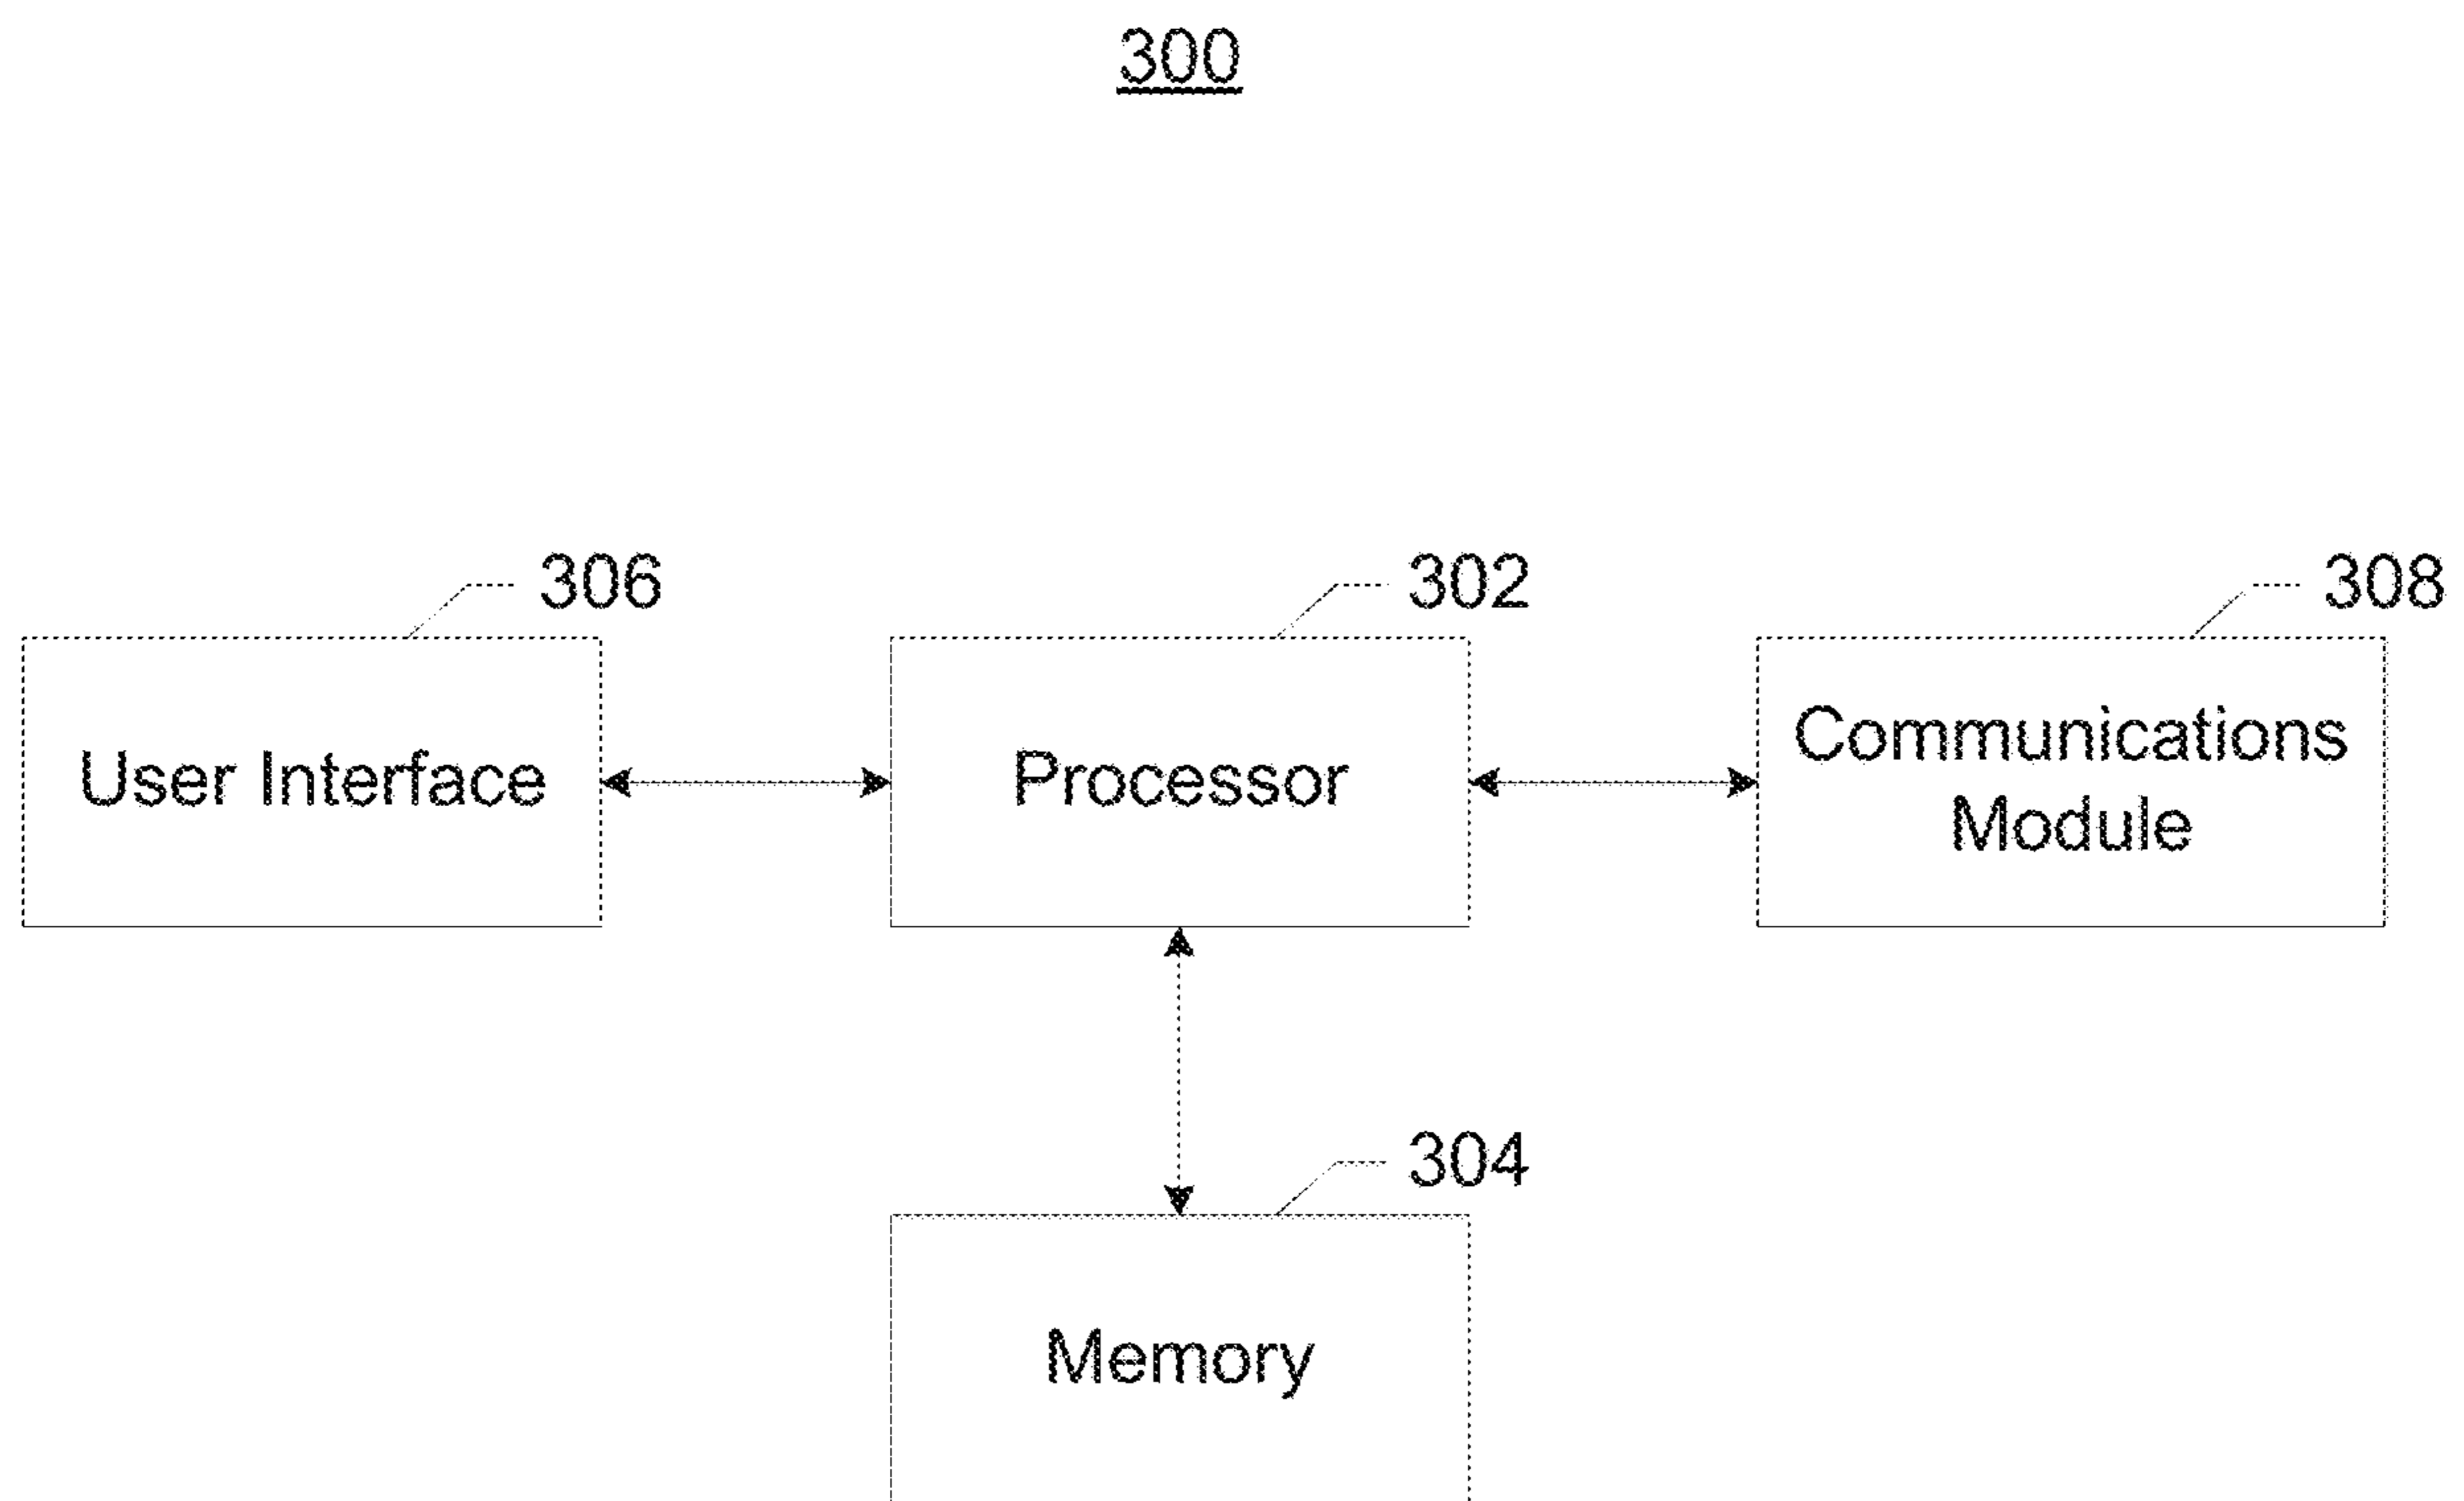 300
306
302
308
User Interface
Processor
Communications
Module
304
Memory